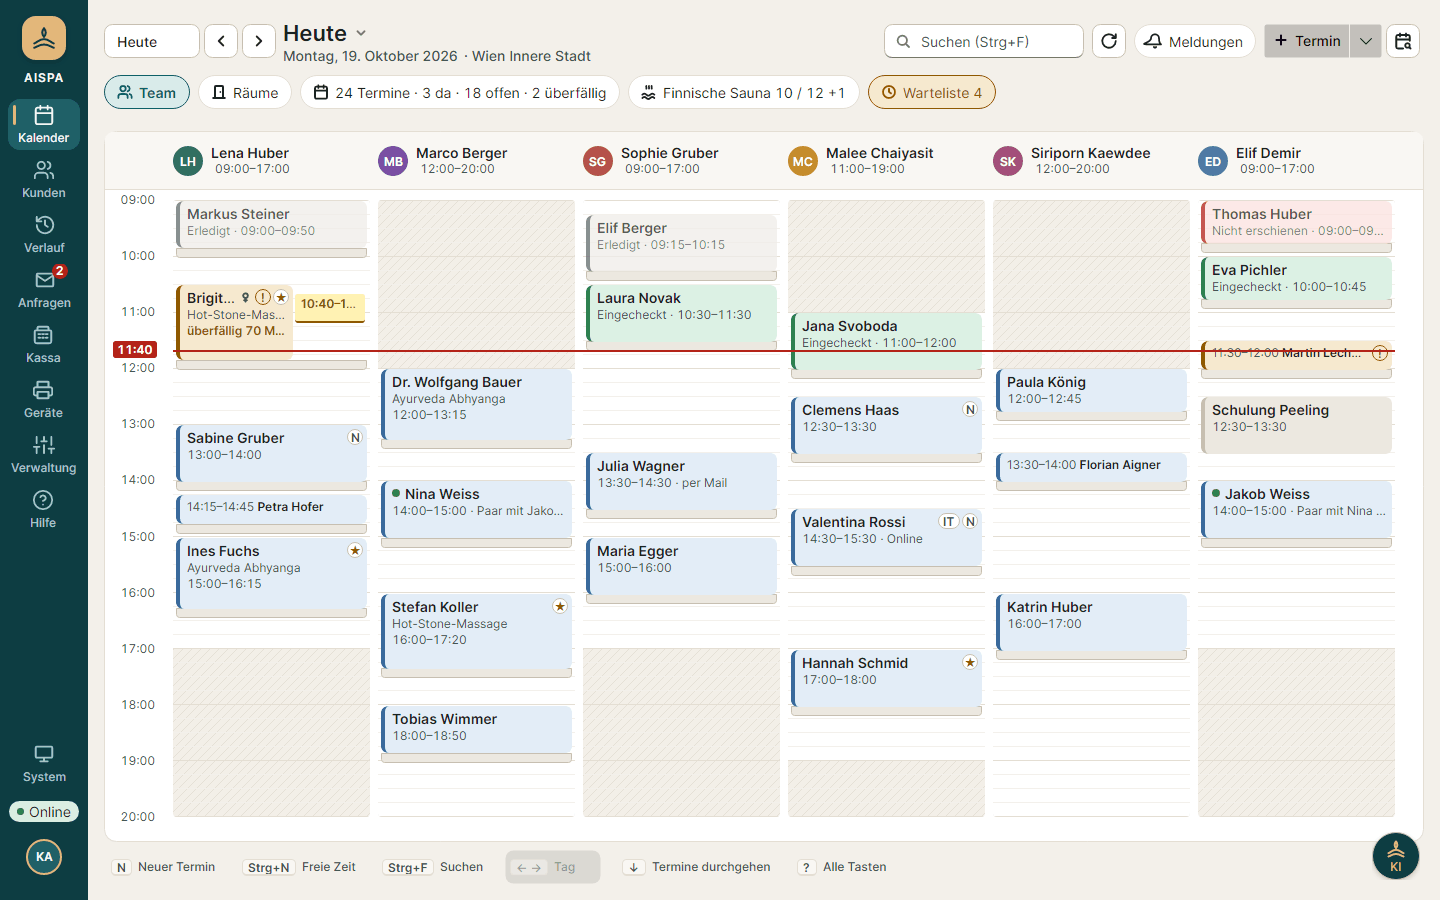 AISPA
Kalender
Kunden
Verlauf
2
Anfragen
Kassa
Geräte
Verwaltung
Hilfe
System
Online
KA
Heute
Heute
Montag, 19. Oktober 2026 · Wien Innere Stadt
Suchen (Strg+F)
Meldungen
+ Termin
Team
Räume
24 Termine · 3 da · 18 offen · 2 überfällig
Finnische Sauna 10 / 12 +1
Warteliste 4
LH Lena Huber
09:00–17:00
MB Marco Berger
12:00–20:00
SG Sophie Gruber
09:00–17:00
MC Malee Chaiyasit
11:00–19:00
SK Siriporn Kaewdee
12:00–20:00
ED Elif Demir
09:00–17:00
09:00
10:00
11:00
11:40
12:00
13:00
14:00
15:00
16:00
17:00
18:00
19:00
20:00
Markus Steiner
Erledigt · 09:00–09:50
Brigit... !
Hot-Stone-Mas...
überfällig 70 M...
10:40–1...
Sabine Gruber N
13:00–14:00
14:15–14:45 Petra Hofer
Ines Fuchs
Ayurveda Abhyanga
15:00–16:15
Dr. Wolfgang Bauer
Ayurveda Abhyanga
12:00–13:15
Nina Weiss
14:00–15:00 · Paar mit Jako...
Stefan Koller
Hot-Stone-Massage
16:00–17:20
Tobias Wimmer
18:00–18:50
Elif Berger
Erledigt · 09:15–10:15
Laura Novak
Eingecheckt · 10:30–11:30
Julia Wagner
13:30–14:30 · per Mail
Maria Egger
15:00–16:00
Jana Svoboda
Eingecheckt · 11:00–12:00
Clemens Haas N
12:30–13:30
Valentina Rossi IT N
14:30–15:30 · Online
Hannah Schmid
17:00–18:00
Paula König
12:00–12:45
13:30–14:00 Florian Aigner
Katrin Huber
16:00–17:00
Thomas Huber
Nicht erschienen · 09:00–09...
Eva Pichler
Eingecheckt · 10:00–10:45
11:30–12:00 Martin Lech... !
Schulung Peeling
12:30–13:30
Jakob Weiss
14:00–15:00 · Paar mit Nina ...
N Neuer Termin
Strg+N Freie Zeit
Strg+F Suchen
← → Tag
↓ Termine durchgehen
? Alle Tasten
KI